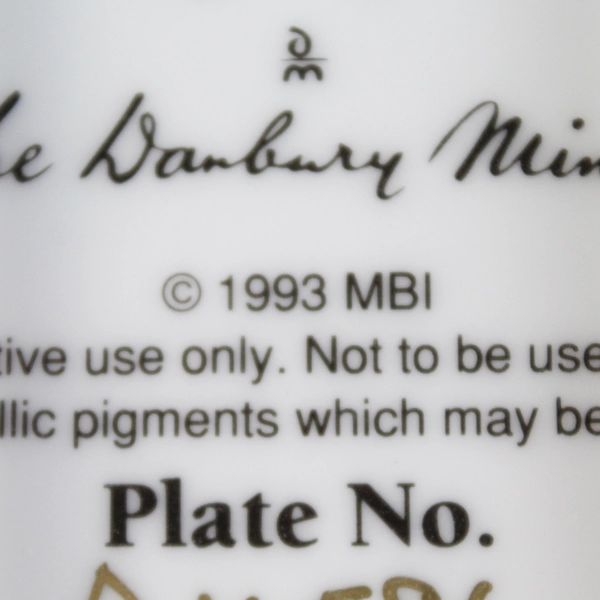 dm
he Danbury Min
© 1993 MBI
tive use only. Not to be use
llic pigments which may be
Plate No.